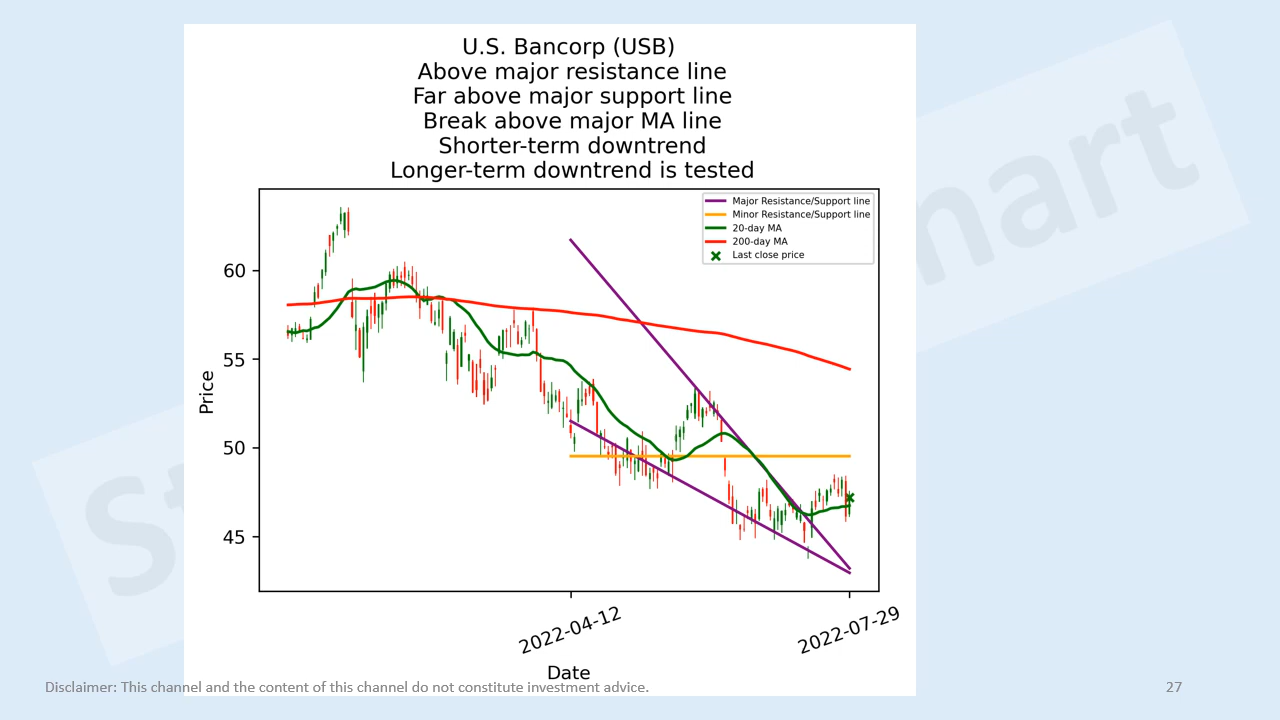 U.S. Bancorp (USB)
Above major resistance line
Far above major support line
Break above major MA line
Shorter-term downtrend
Longer-term downtrend is tested
Major Resistance/Support line
Minor Resistance/Support line
20-day MA
200-day MA
Last close price
60
55
50
45
Price
2022-04-12
2022-07-29
Date
Disclaimer: This channel and the content of this channel do not constitute investment advice.
27